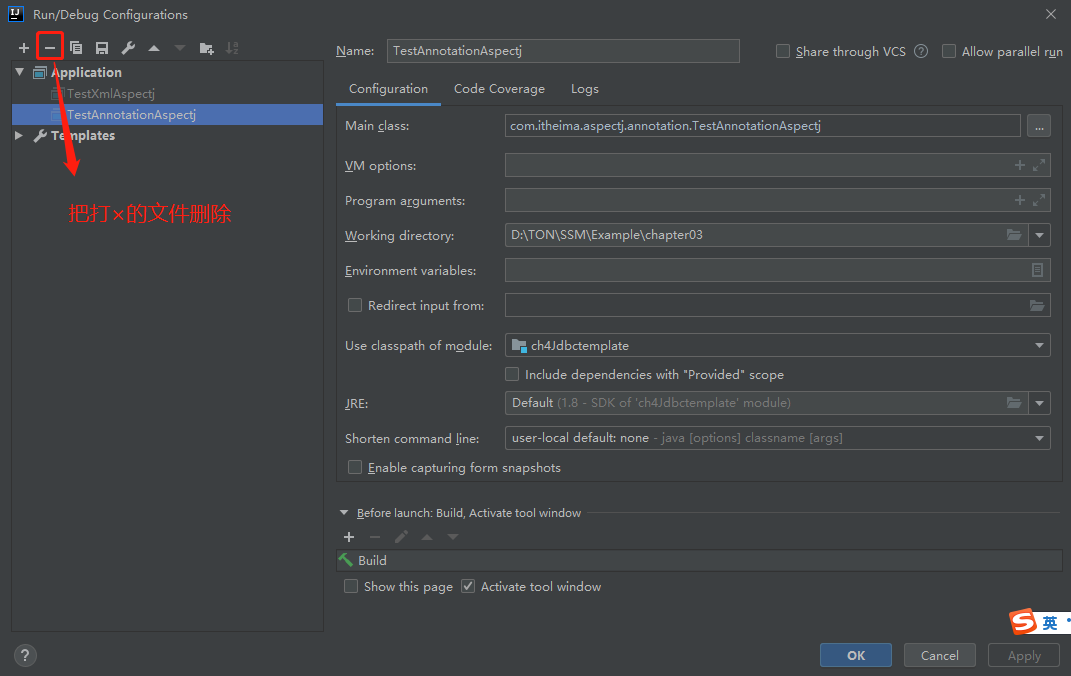 IJ
Run/Debug Configurations
Name: TestAnnotationAspectj
Share through VCS ?
Allow parallel run
Application
TestXmlAspectj
TestAnnotationAspectj
Templates
把打×的文件删除
Configuration Code Coverage Logs
Main class: com.itheima.aspectj.annotation.TestAnnotationAspectj ...
VM options:
Program arguments:
Working directory: D:\TON\SSM\Example\chapter03
Environment variables:
Redirect input from:
Use classpath of module: ch4Jdbctemplate
Include dependencies with "Provided" scope
JRE: Default (1.8 - SDK of 'ch4Jdbctemplate' module)
Shorten command line: user-local default: none - java [options] classname [args]
Enable capturing form snapshots
Before launch: Build, Activate tool window
Build
Show this page Activate tool window
S 英
? OK Cancel Apply